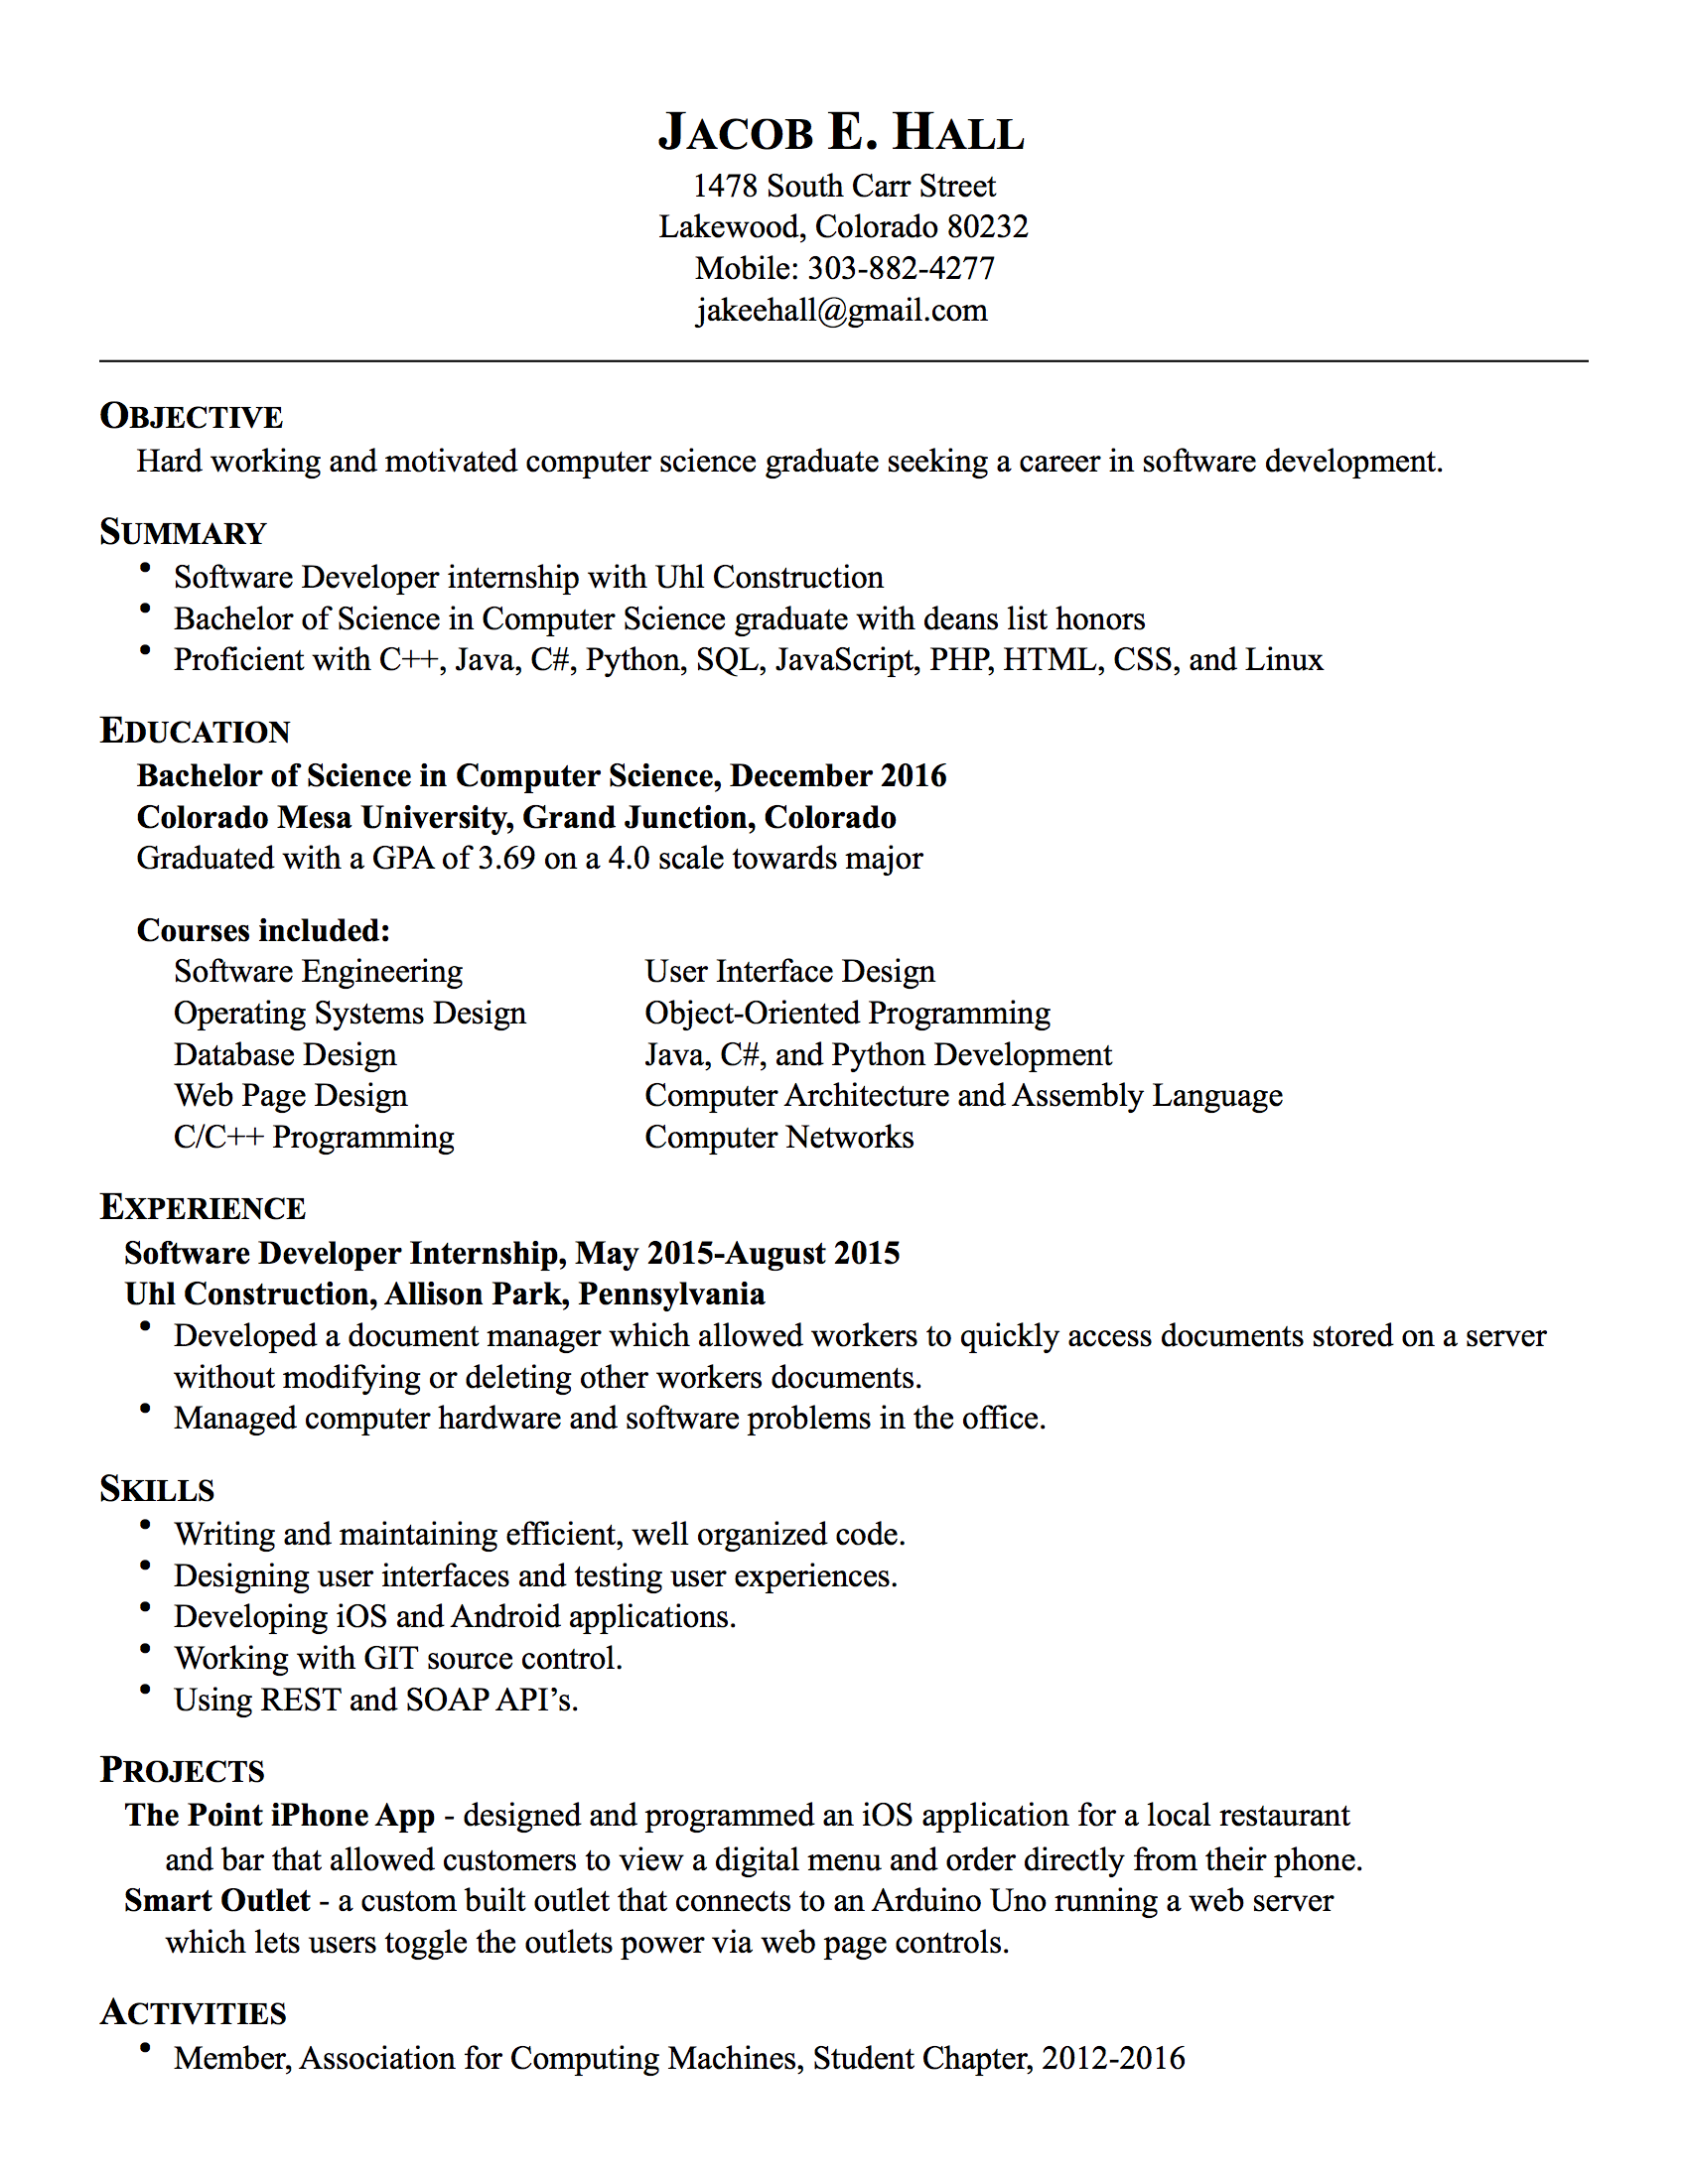 JACOB E. HALL
1478 South Carr Street
Lakewood, Colorado 80232
Mobile: 303-882-4277
jakeehall@gmail.com
OBJECTIVE
Hard working and motivated computer science graduate seeking a career in software development.
SUMMARY
• Software Developer internship with Uhl Construction
• Bachelor of Science in Computer Science graduate with deans list honors
• Proficient with C++, Java, C#, Python, SQL, JavaScript, PHP, HTML, CSS, and Linux
EDUCATION
Bachelor of Science in Computer Science, December 2016
Colorado Mesa University, Grand Junction, Colorado
Graduated with a GPA of 3.69 on a 4.0 scale towards major
Courses included:
Software Engineering User Interface Design
Operating Systems Design Object-Oriented Programming
Database Design Java, C#, and Python Development
Web Page Design Computer Architecture and Assembly Language
C/C++ Programming Computer Networks
EXPERIENCE
Software Developer Internship, May 2015-August 2015
Uhl Construction, Allison Park, Pennsylvania
• Developed a document manager which allowed workers to quickly access documents stored on a server
without modifying or deleting other workers documents.
• Managed computer hardware and software problems in the office.
SKILLS
• Writing and maintaining efficient, well organized code.
• Designing user interfaces and testing user experiences.
• Developing iOS and Android applications.
• Working with GIT source control.
• Using REST and SOAP API’s.
PROJECTS
The Point iPhone App - designed and programmed an iOS application for a local restaurant
and bar that allowed customers to view a digital menu and order directly from their phone.
Smart Outlet - a custom built outlet that connects to an Arduino Uno running a web server
which lets users toggle the outlets power via web page controls.
ACTIVITIES
• Member, Association for Computing Machines, Student Chapter, 2012-2016